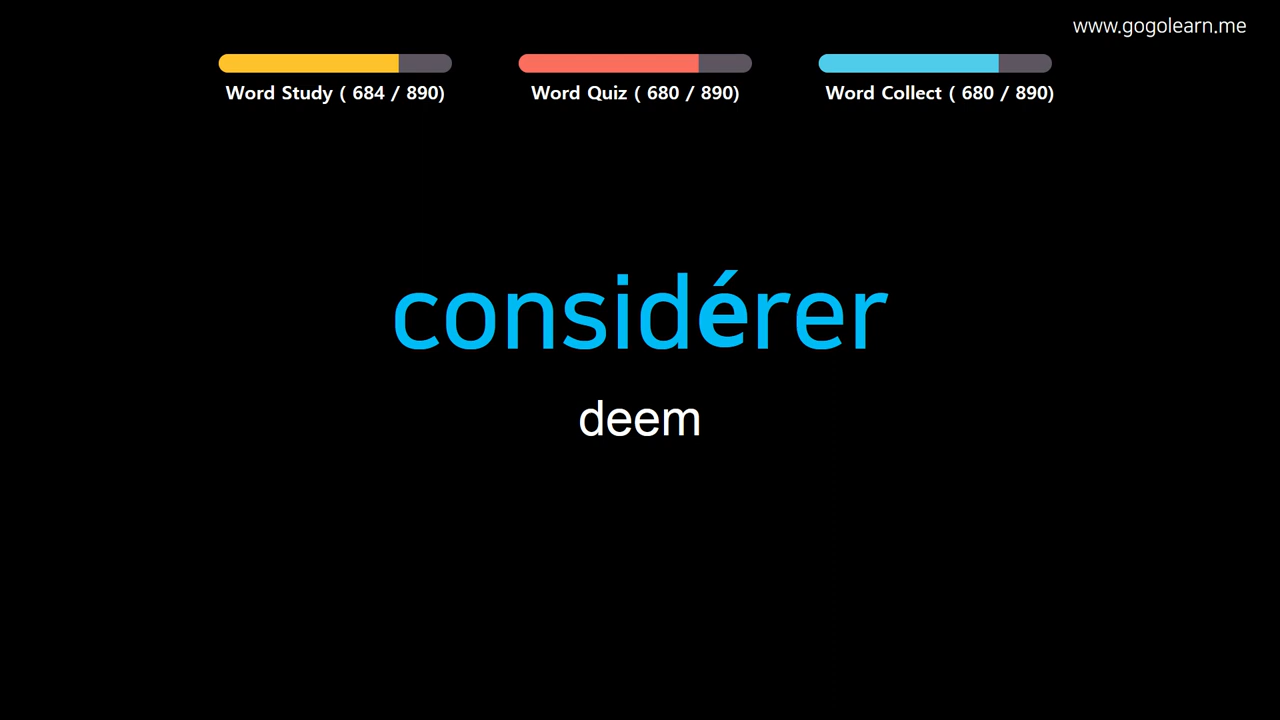 www.gogolearn.me
Word Study ( 684 / 890)
Word Quiz ( 680 / 890)
Word Collect ( 680 / 890)
considérer
deem